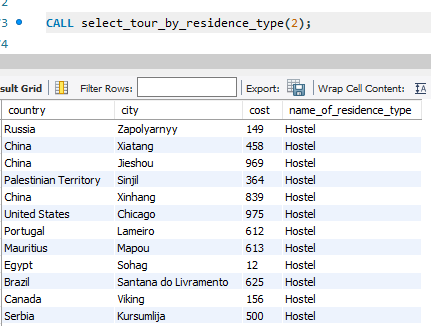 2
73 CALL select_tour_by_residence_type(2);
74
sult Grid Filter Rows: Export: Wrap Cell Content: IA
country city cost name_of_residence_type
Russia Zapolyarnyy 149 Hostel
China Xiatang 458 Hostel
China Jieshou 969 Hostel
Palestinian Territory Sinjil 364 Hostel
China Xinhang 839 Hostel
United States Chicago 975 Hostel
Portugal Lameiro 612 Hostel
Mauritius Mapou 613 Hostel
Egypt Sohag 12 Hostel
Brazil Santana do Livramento 625 Hostel
Canada Viking 156 Hostel
Serbia Kursumlija 500 Hostel